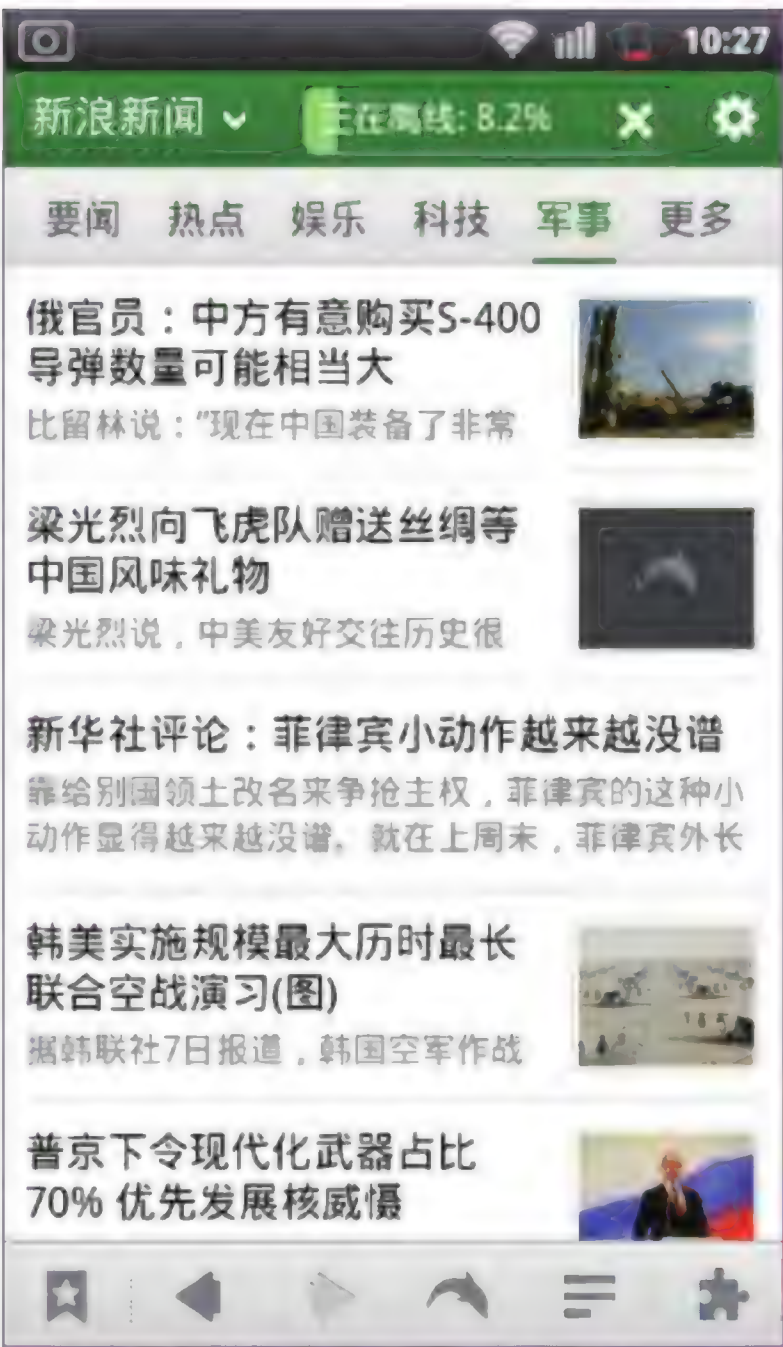 10:27
新浪新闻 正在离线: 8.2%
要闻 热点 娱乐 科技 军事 更多
俄官员：中方有意购买S-400
导弹数量可能相当大
比留林说："现在中国装备了非常
梁光烈向飞虎队赠送丝绸等
中国风味礼物
梁光烈说，中美友好交往历史很
新华社评论：菲律宾小动作越来越没谱
靠给别国领土改名来争抢主权，菲律宾的这种小
动作显得越来越没谱。就在上周末，菲律宾外长
韩美实施规模最大历时最长
联合空战演习(图)
据韩联社7日报道，韩国空军作战
普京下令现代化武器占比
70% 优先发展核威慑